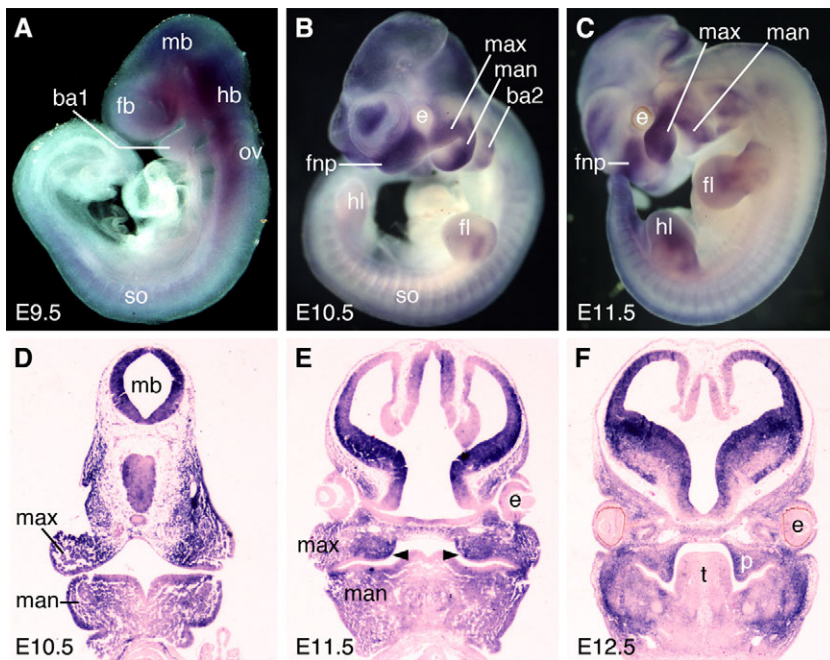 A
mb
ba1
fb
hb
ov
so
E9.5
B
max
man
ba2
e
fnp
hl
fl
so
E10.5
C
max
man
e
fnp
fl
hl
E11.5
D
mb
max
man
E10.5
E
e
max
man
E11.5
F
e
p
t
E12.5